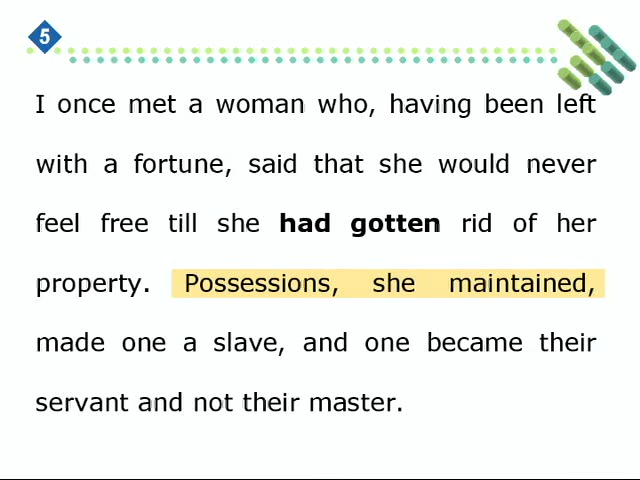 5
I once met a woman who, having been left
with a fortune, said that she would never
feel free till she had gotten rid of her
property. Possessions, she maintained,
made one a slave, and one became their
servant and not their master.